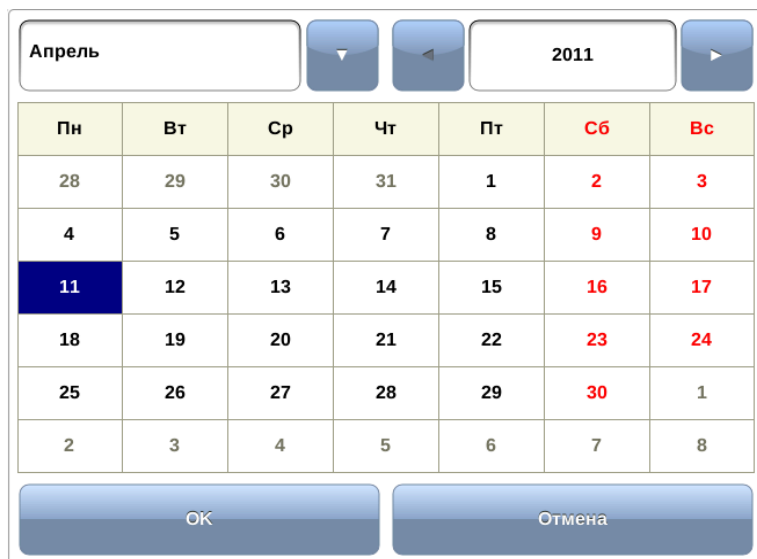 Апрель 2011
Пн Вт Ср Чт Пт Сб Вс
28 29 30 31 1 2 3
4 5 6 7 8 9 10
11 12 13 14 15 16 17
18 19 20 21 22 23 24
25 26 27 28 29 30 1
2 3 4 5 6 7 8
OK Отмена